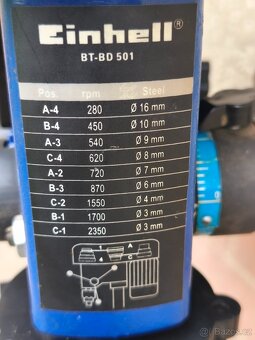 Einhell®
BT-BD 501
Pos. rpm Steel
A-4 280 Ø 16 mm
B-4 450 Ø 10 mm
A-3 540 Ø 9 mm
C-4 620 Ø 8 mm
A-2 720 Ø 7 mm
B-3 870 Ø 6 mm
C-2 1550 Ø 4 mm
B-1 1700 Ø 3 mm
C-1 2350 Ø 3 mm